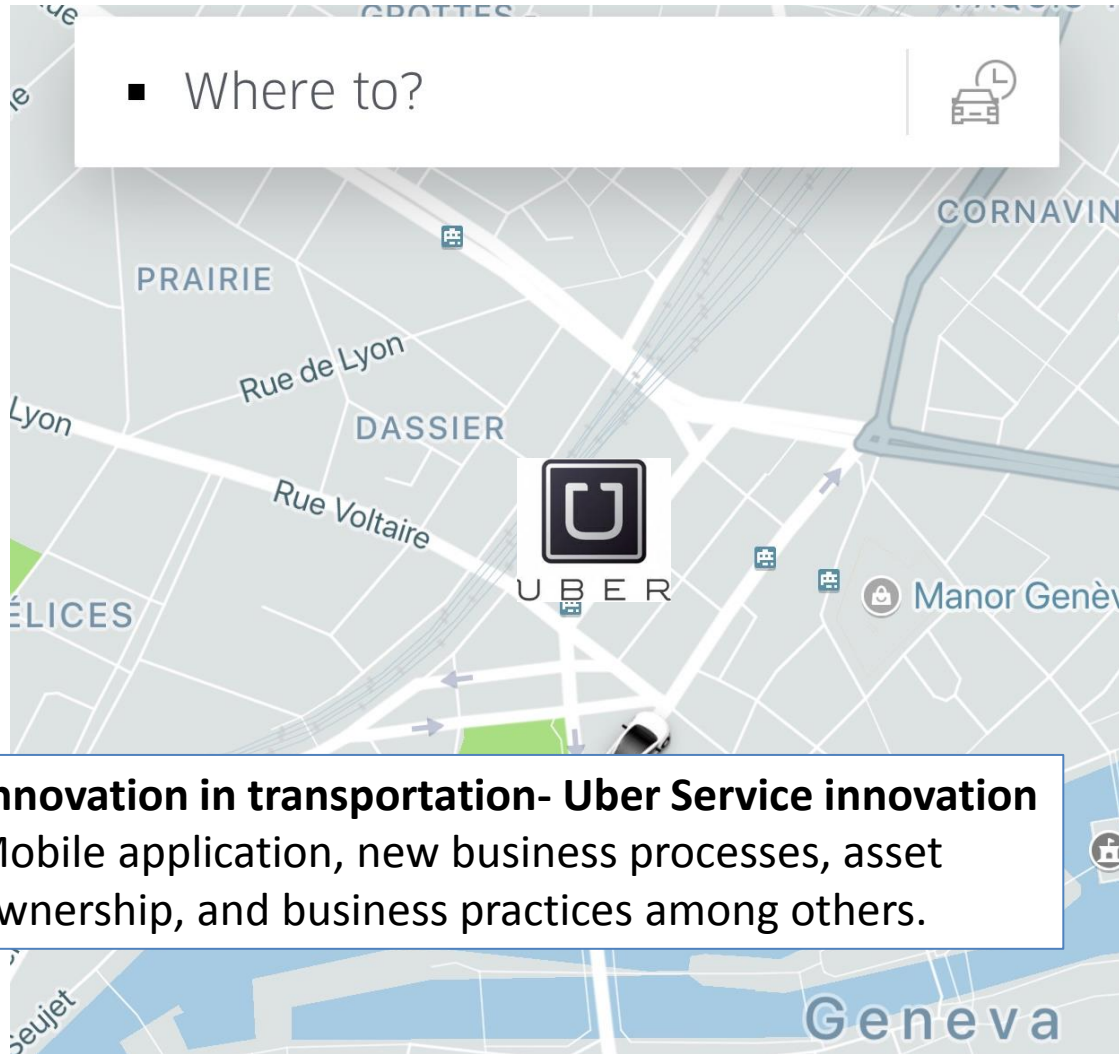 GROTTES
Where to?
CORNAVIN
PRAIRIE
Rue de Lyon
Lyon
DASSIER
Rue Voltaire
UBER
ÉLICES
Manor Genèv
nnovation in transportation- Uber Service innovation
Mobile application, new business processes, asset
wnership, and business practices among others.
Seujet
Geneva